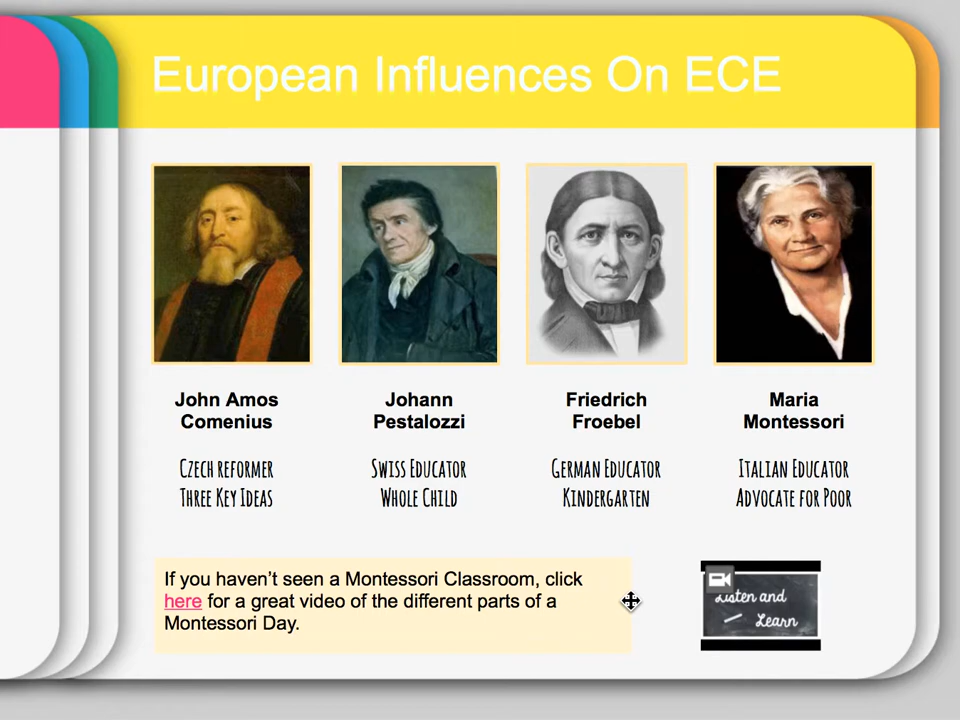 European Influences On ECE
John Amos
Comenius
Czech reformer
Three Key Ideas
Johann
Pestalozzi
Swiss Educator
Whole Child
Friedrich
Froebel
German Educator
Kindergarten
Maria
Montessori
Italian Educator
Advocate for Poor
If you haven’t seen a Montessori Classroom, click
here for a great video of the different parts of a
Montessori Day.
Listen and
Learn